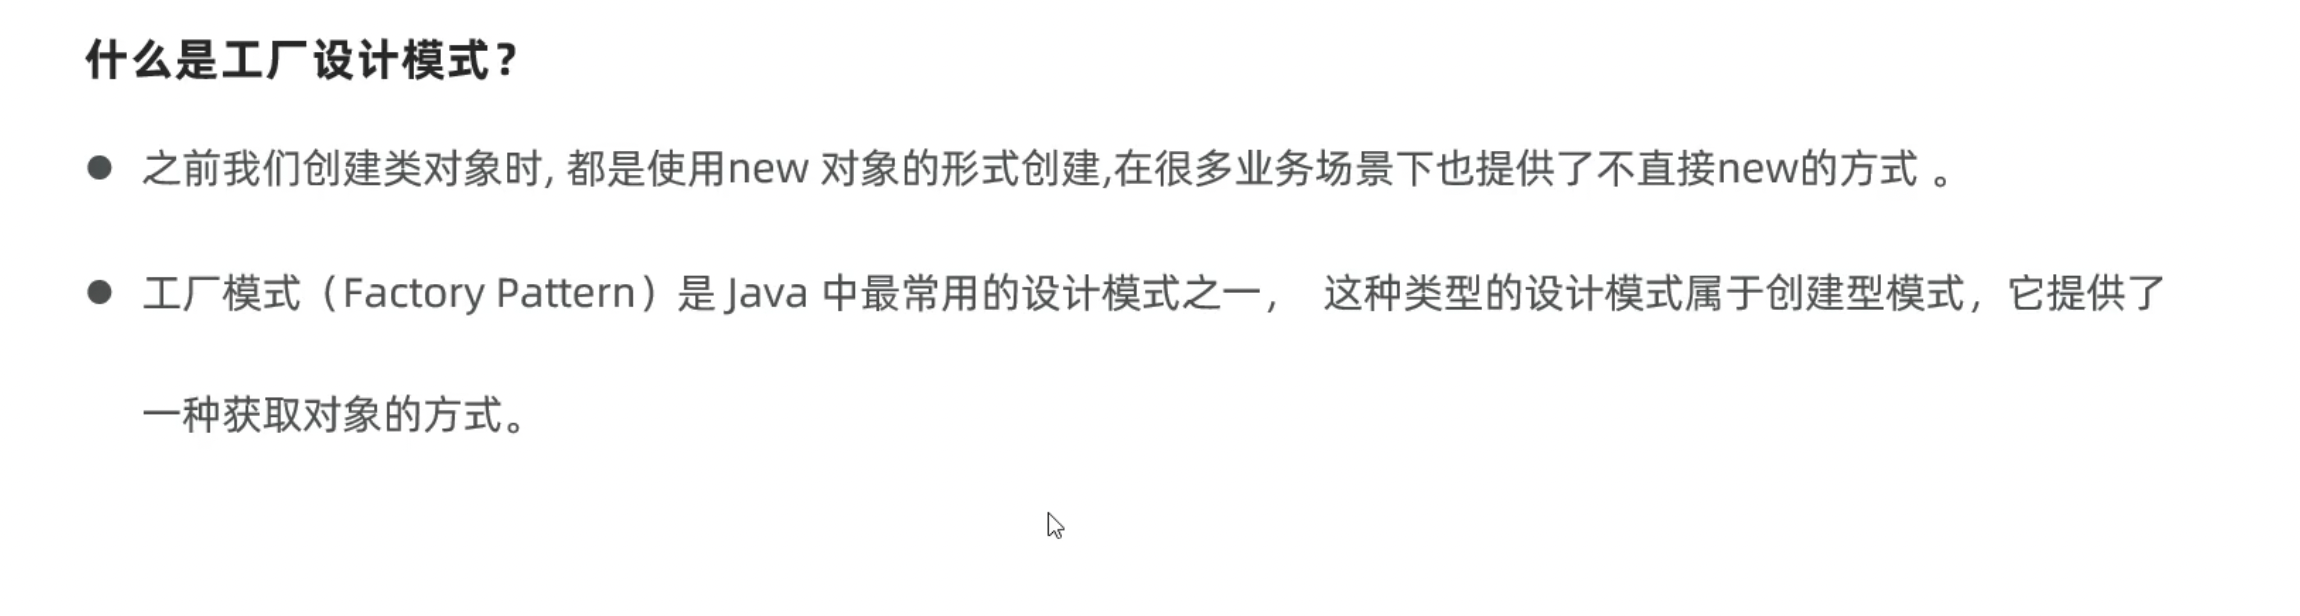 什么是工厂设计模式?
● 之前我们创建类对象时, 都是使用new 对象的形式创建,在很多业务场景下也提供了不直接new的方式 。
● 工厂模式（Factory Pattern）是 Java 中最常用的设计模式之一， 这种类型的设计模式属于创建型模式，它提供了
一种获取对象的方式。